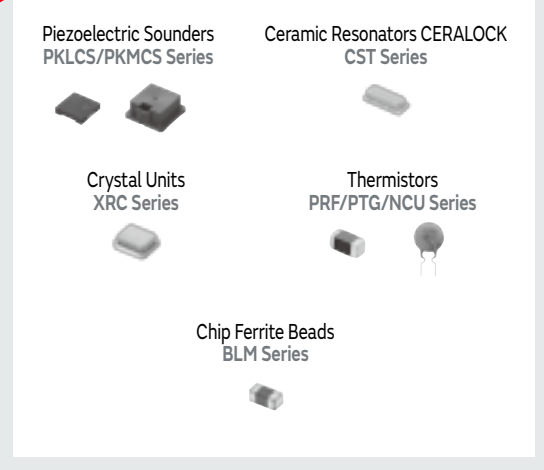 Piezoelectric Sounders
PKLCS/PKMCS Series
Ceramic Resonators CERALOCK
CST Series
Crystal Units
XRC Series
Thermistors
PRF/PTG/NCU Series
Chip Ferrite Beads
BLM Series